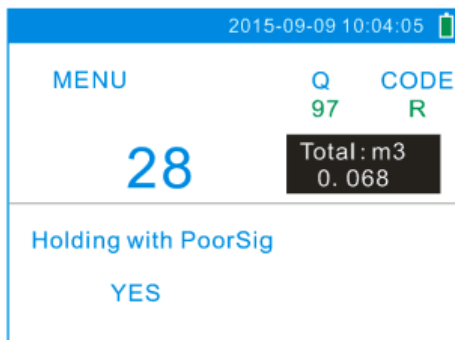 2015-09-09 10:04:05
MENU Q CODE
97 R
28
Total:m3
0.068
Holding with PoorSig
YES